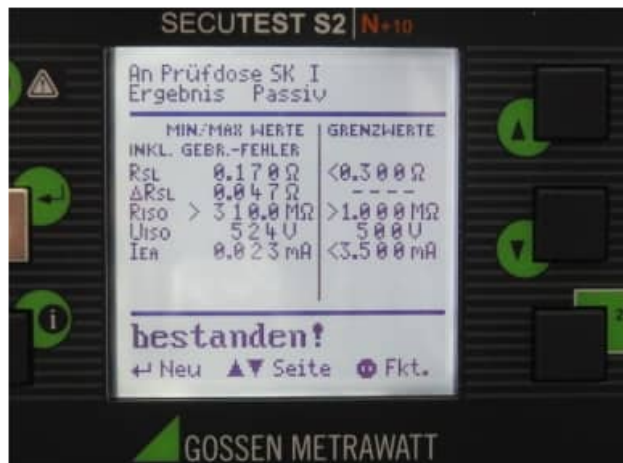 SECUTEST S2 N+10
An Prüfdose SK I
Ergebnis Passiv
MIN/MAX WERTE GRENZWERTE
INKL. GEBR.-FEHLER
RSL 0.170Ω <0.300Ω
ΔRSL 0.047Ω ----
RISO > 310.0MΩ >1.000MΩ
UISO 524V 500V
IEA 0.023mA <3.500mA
bestanden!
↵ Neu ▲▼ Seite Fkt.
GOSSEN METRAWATT